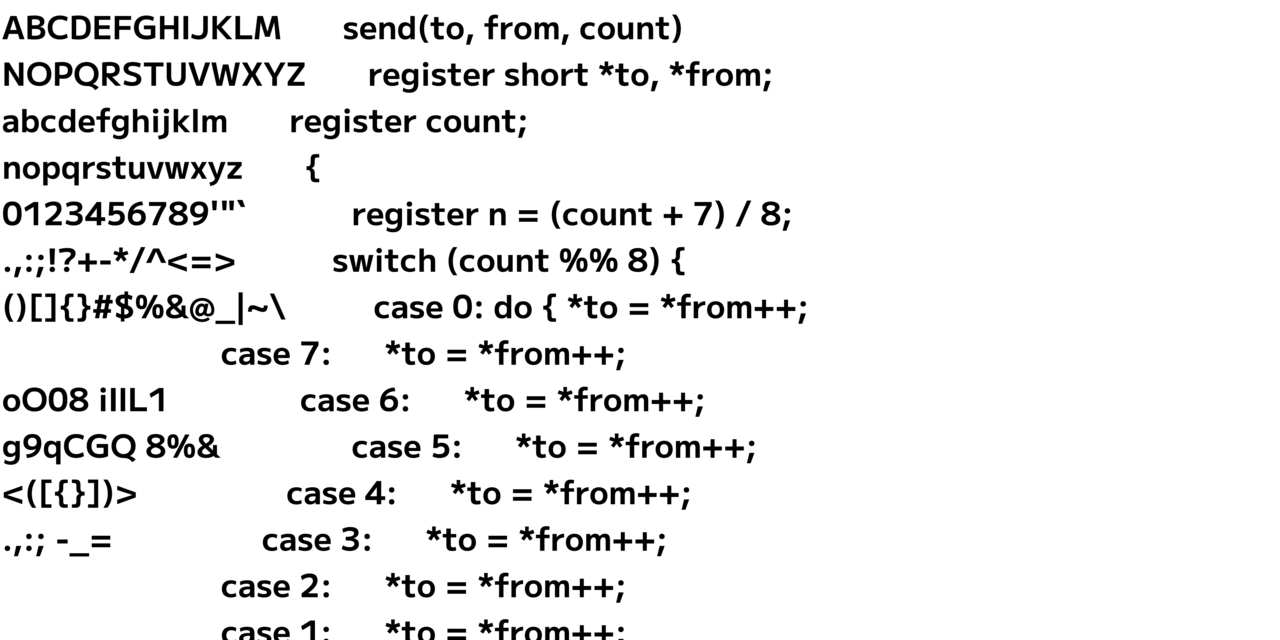 ABCDEFGHIJKLM send(to, from, count)
NOPQRSTUVWXYZ register short *to, *from;
abcdefghijklm register count;
nopqrstuvwxyz {
0123456789'"` register n = (count + 7) / 8;
.,:;!?+-*/^<=> switch (count %% 8) {
()[]{}#$%&@_|~\ case 0: do { *to = *from++;
case 7: *to = *from++;
oO08 iIlL1 case 6: *to = *from++;
g9qCGQ 8%& case 5: *to = *from++;
<([{}])> case 4: *to = *from++;
.,:; -_= case 3: *to = *from++;
case 2: *to = *from++;
case 1: *to = *from++;